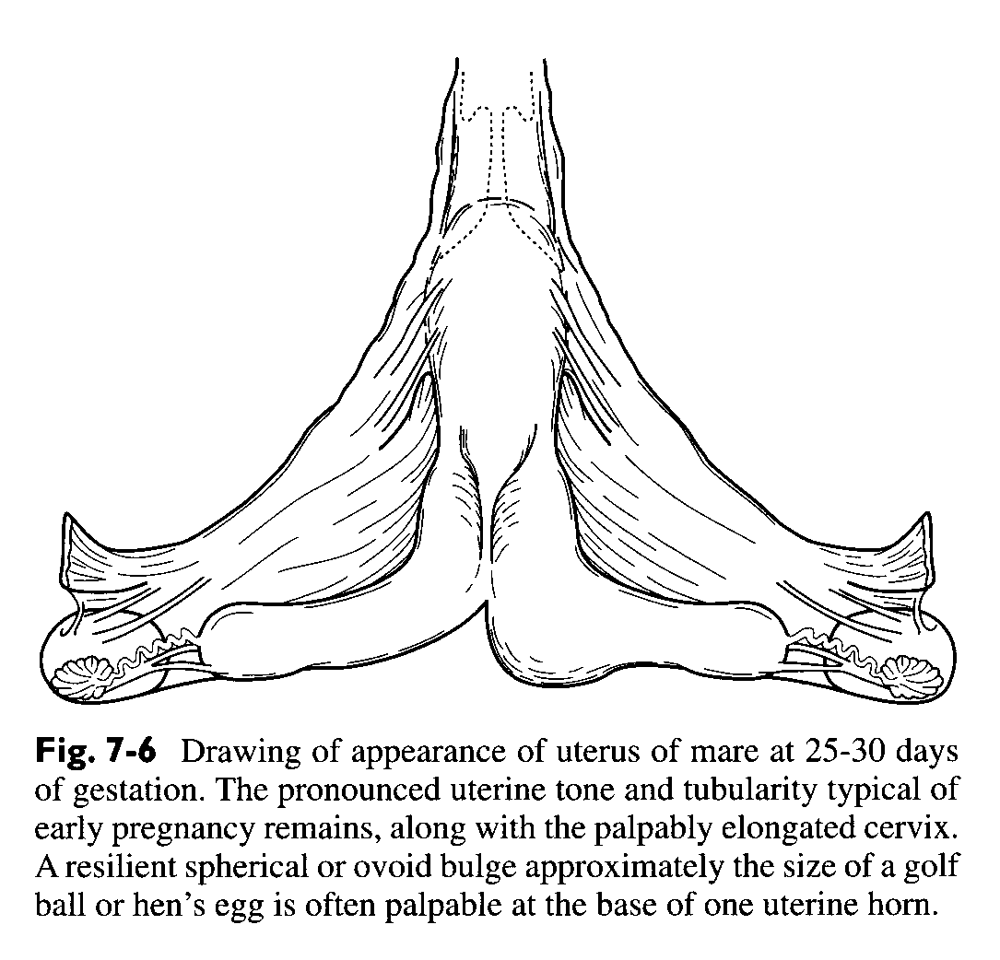 Fig. 7-6 Drawing of appearance of uterus of mare at 25-30 days
of gestation. The pronounced uterine tone and tubularity typical of
early pregnancy remains, along with the palpably elongated cervix.
A resilient spherical or ovoid bulge approximately the size of a golf
ball or hen's egg is often palpable at the base of one uterine horn.